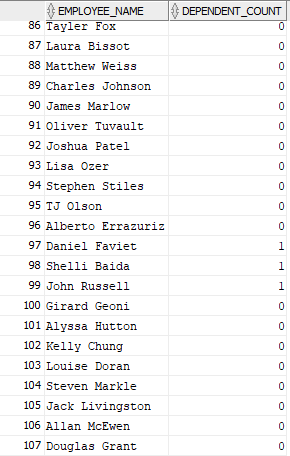 EMPLOYEE_NAME DEPENDENT_COUNT
86 Tayler Fox 0
87 Laura Bissot 0
88 Matthew Weiss 0
89 Charles Johnson 0
90 James Marlow 0
91 Oliver Tuvault 0
92 Joshua Patel 0
93 Lisa Ozer 0
94 Stephen Stiles 0
95 TJ Olson 0
96 Alberto Errazuriz 0
97 Daniel Faviet 1
98 Shelli Baida 1
99 John Russell 1
100 Girard Geoni 0
101 Alyssa Hutton 0
102 Kelly Chung 0
103 Louise Doran 0
104 Steven Markle 0
105 Jack Livingston 0
106 Allan McEwen 0
107 Douglas Grant 0